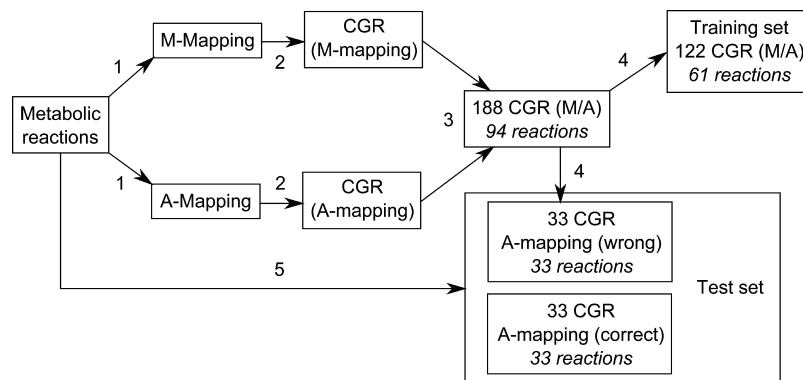 CGR
(M-mapping)
M-Mapping
1
2
Training set
122 CGR (M/A)
61 reactions
4
Metabolic
reactions
3
188 CGR (M/A)
94 reactions
1
2
A-Mapping
CGR
(A-mapping)
4
33 CGR
A-mapping (wrong)
33 reactions
5
Test set
33 CGR
A-mapping (correct)
33 reactions